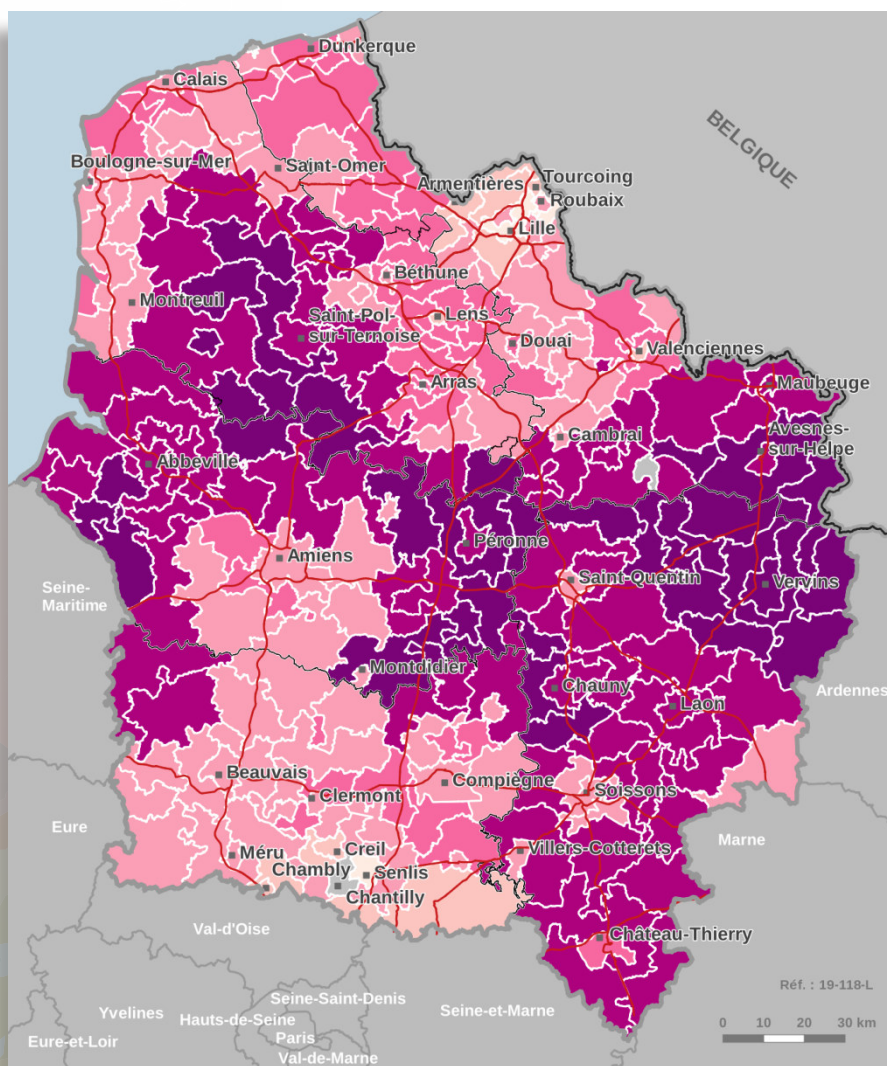 Dunkerque
Calais
BELGIQUE
Boulogne-sur-Mer
Saint-Omer
Armentières
Tourcoing
Roubaix
Lille
Béthune
Montreuil
Saint-Pol-
sur-Ternoise
Lens
Douai
Valenciennes
Arras
Maubeuge
Cambrai
Avesnes-
sur-Helpe
Abbeville
Amiens
Péronne
Saint-Quentin
Vervins
Seine-
Maritime
Montdidier
Chauny
Laon
Ardennes
Beauvais
Compiègne
Soissons
Clermont
Eure
Marne
Méru
Creil
Villers-Cotterets
Chambly
Senlis
Chantilly
Val-d'Oise
Château-Thierry
Réf. : 19-118-L
Seine-Saint-Denis
Yvelines
Hauts-de-Seine
Seine-et-Marne
Paris
Eure-et-Loir
Val-de-Marne
0 10 20 30 km